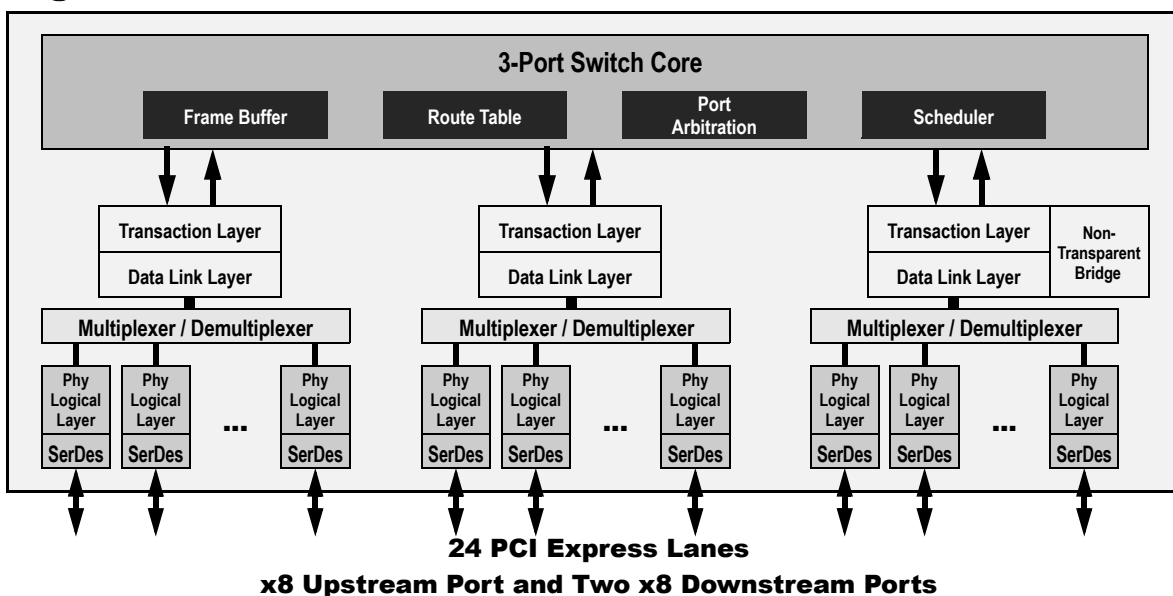 3-Port Switch Core
Frame Buffer
Route Table
Port
Arbitration
Scheduler
Transaction Layer
Data Link Layer
Transaction Layer
Data Link Layer
Transaction Layer
Data Link Layer
Non-
Transparent
Bridge
Multiplexer / Demultiplexer
Multiplexer / Demultiplexer
Multiplexer / Demultiplexer
Phy
Logical
Layer
SerDes
Phy
Logical
Layer
SerDes
...
Phy
Logical
Layer
SerDes
Phy
Logical
Layer
SerDes
Phy
Logical
Layer
SerDes
...
Phy
Logical
Layer
SerDes
Phy
Logical
Layer
SerDes
Phy
Logical
Layer
SerDes
...
Phy
Logical
Layer
SerDes
24 PCI Express Lanes
x8 Upstream Port and Two x8 Downstream Ports